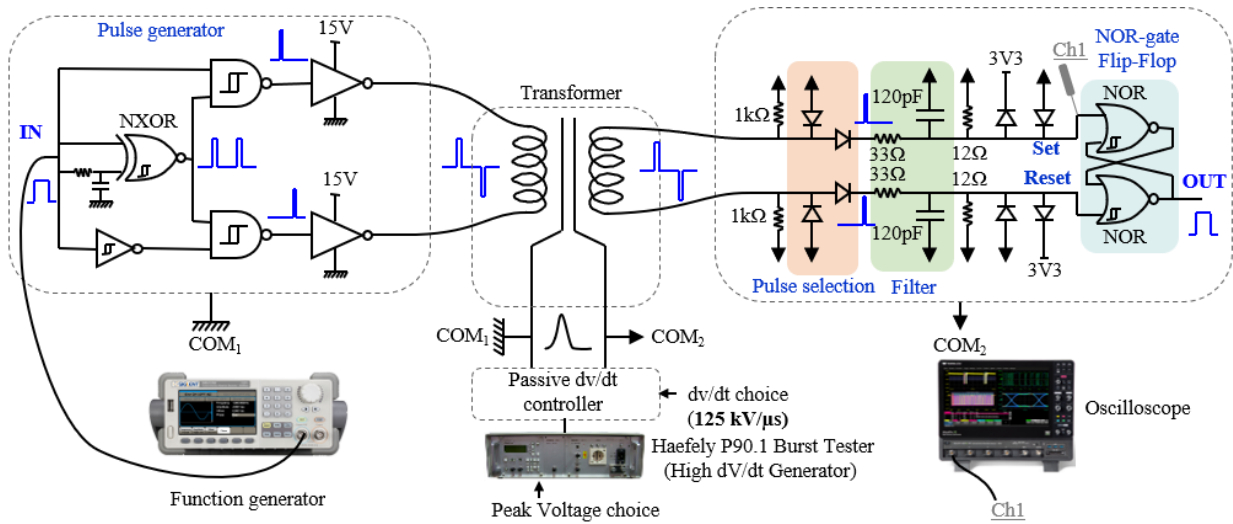 Pulse generator
15V
IN
NXOR
15V
COM1
Transformer
1kΩ
120pF
33Ω
33Ω
12Ω
12Ω
3V3
Ch1
NOR-gate
Flip-Flop
NOR
Set
Reset
OUT
1kΩ
120pF
NOR
3V3
Pulse selection
Filter
COM1
COM2
COM2
Passive dv/dt
controller
dv/dt choice
(125 kV/µs)
Haefely P90.1 Burst Tester
(High dV/dt Generator)
Oscilloscope
Function generator
Peak Voltage choice
Ch1